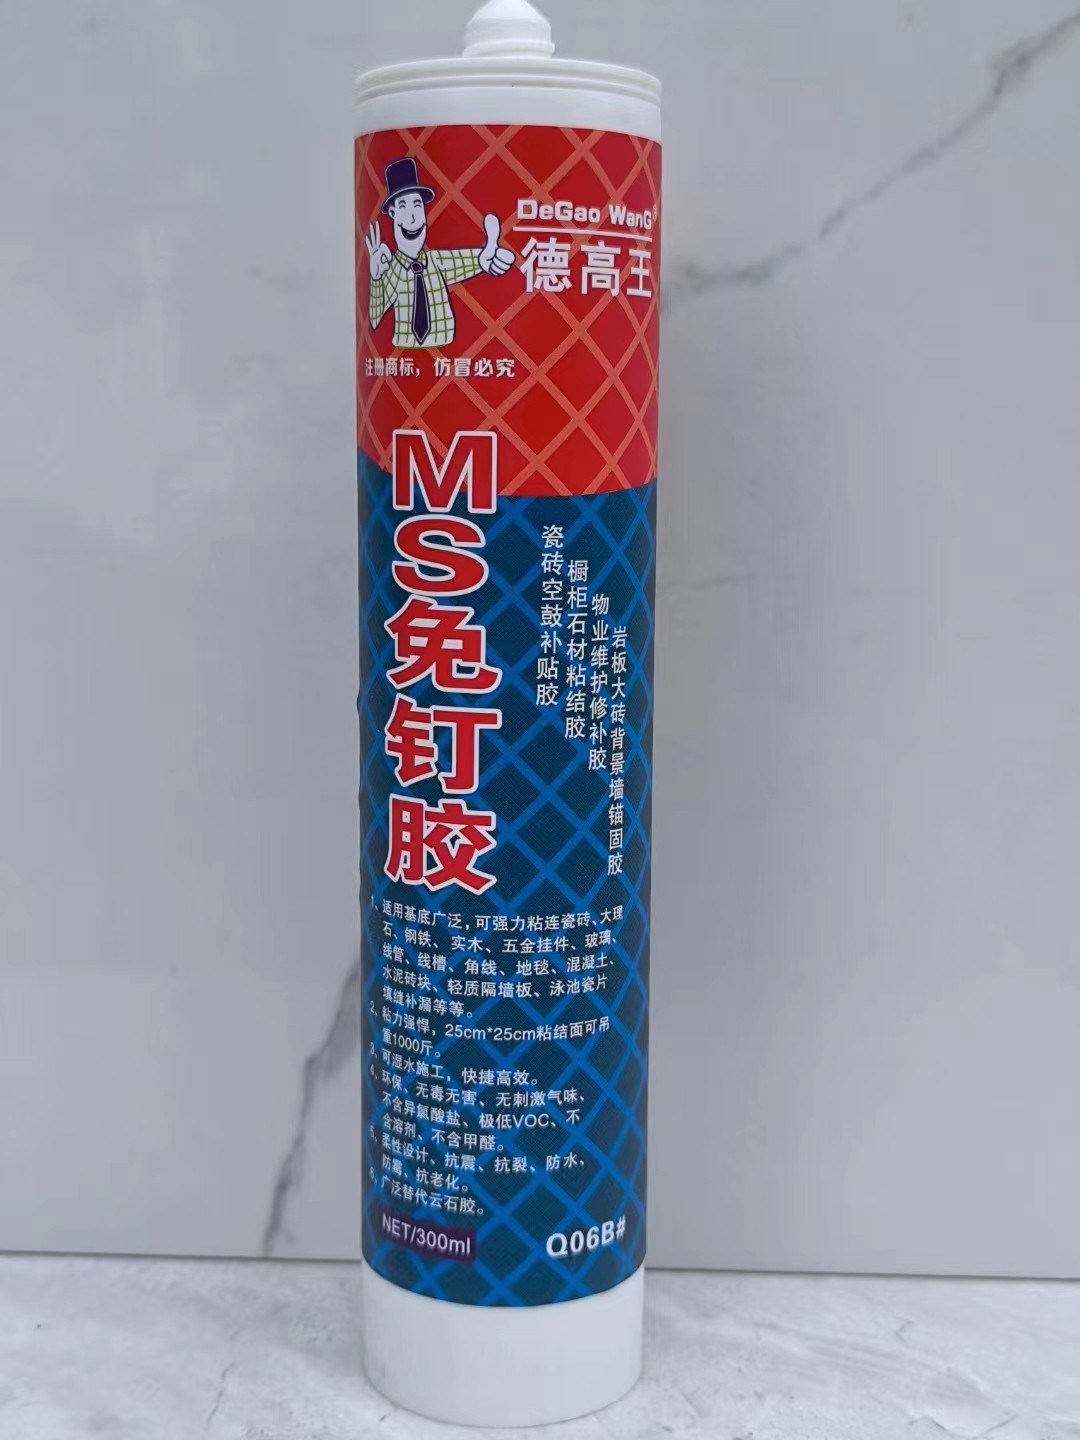 DeGao WanG®
德高王
注册商标，仿冒必究
MS免钉胶
瓷砖空鼓补贴胶
橱柜石材粘结胶
物业维护修补胶
岩板大砖背景墙锚固胶
1、适用基底广泛，可强力粘连瓷砖、大理
石、钢铁、实木、五金挂件、玻璃、
线管、线槽、角线、地毯、混凝土、
水泥砖块、轻质隔墙板、泳池瓷片
填缝补漏等等。
2、粘力强悍，25cm*25cm粘结面可吊
重1000斤。
3、可湿水施工，快捷高效。
4、环保、无毒无害、无刺激气味、
不含异氰酸盐、极低VOC、不
含溶剂、不含甲醛。
5、柔性设计、抗震、抗裂、防水、
防霉、抗老化。
6、广泛替代云石胶。
NET/300ml
Q06B#